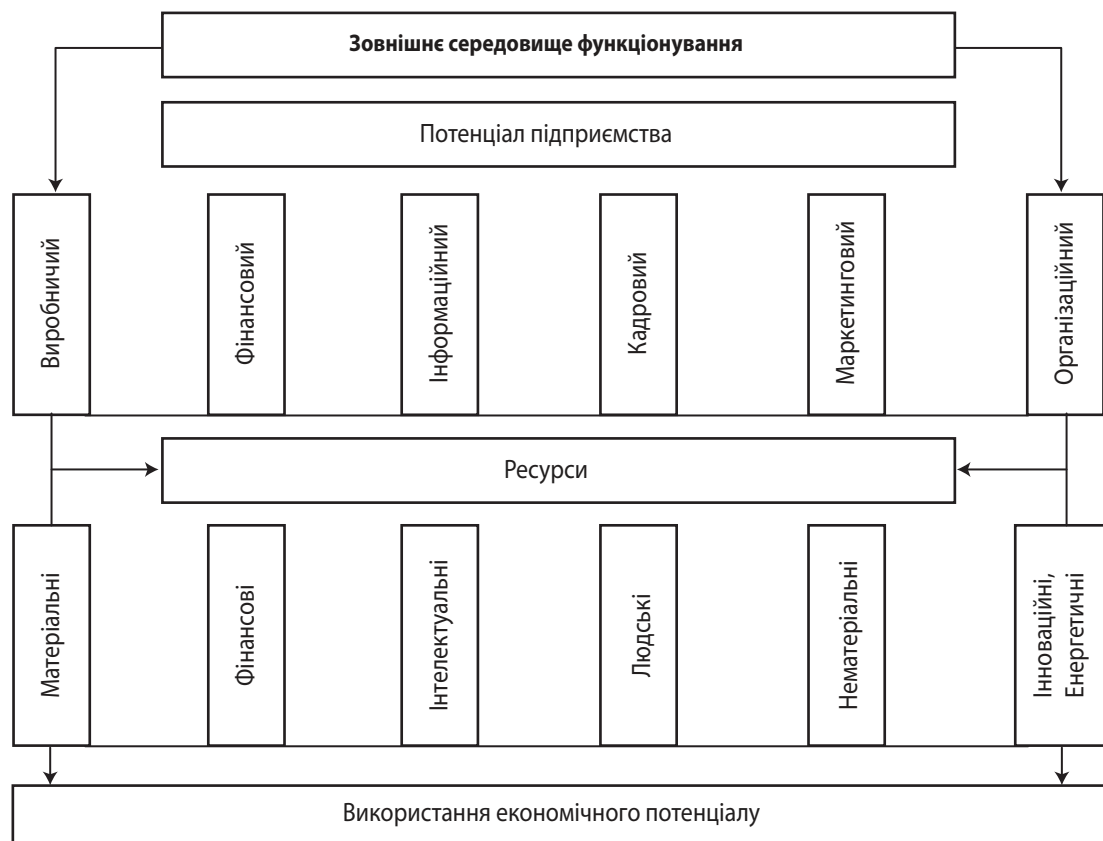 Зовнішнє середовище функціонування
Потенціал підприємства
Виробничий
Фінансовий
Інформаційний
Кадровий
Маркетинговий
Організаційний
Ресурси
Матеріальні
Фінансові
Інтелектуальні
Людські
Нематеріальні
Інноваційні,
Енергетичні
Використання економічного потенціалу